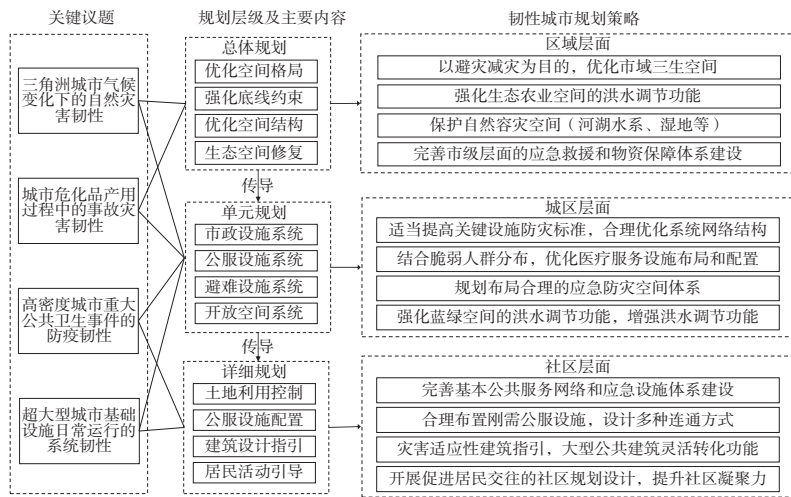 关键议题
三角洲城市气候
变化下的自然灾
害韧性
城市危化品产用
过程中的事故灾
害韧性
高密度城市重大
公共卫生事件的
防疫韧性
超大型城市基础
设施日常运行的
系统韧性
规划层级及主要内容
总体规划
优化空间格局
强化底线约束
优化空间结构
生态空间修复
传导
单元规划
市政设施系统
公服设施系统
避难设施系统
开放空间系统
传导
详细规划
土地利用控制
公服设施配置
建筑设计指引
居民活动引导
韧性城市规划策略
区域层面
以避灾减灾为目的，优化市域三生空间
强化生态农业空间的洪水调节功能
保护自然容灾空间（河湖水系、湿地等）
完善市级层面的应急救援和物资保障体系建设
城区层面
适当提高关键设施防灾标准，合理优化系统网络结构
结合脆弱人群分布，优化医疗服务设施布局和配置
规划布局合理的应急防灾空间体系
强化蓝绿空间的洪水调节功能，增强洪水调节功能
社区层面
完善基本公共服务网络和应急设施体系建设
合理布置刚需公服设施，设计多种连通方式
灾害适应性建筑指引，大型公共建筑灵活转化功能
开展促进居民交往的社区规划设计，提升社区凝聚力